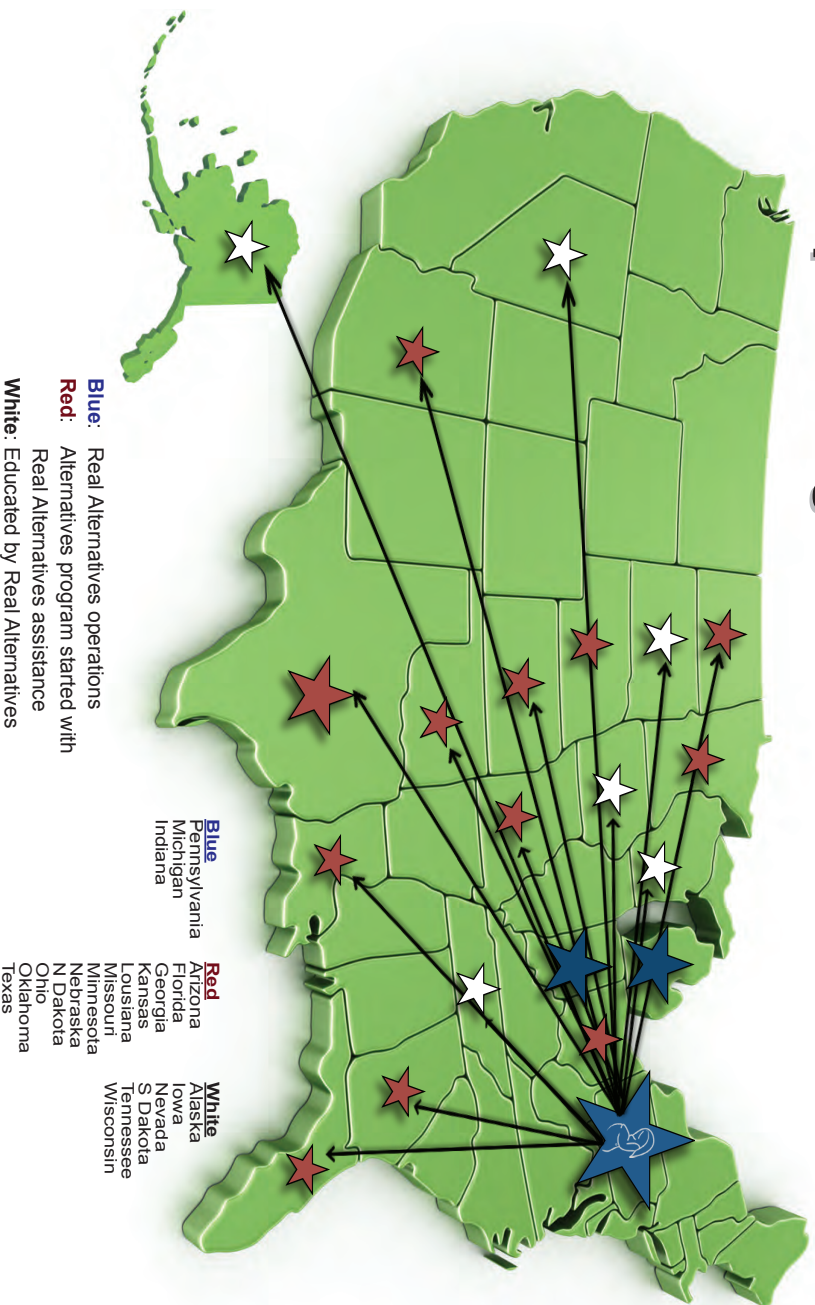 Blue: Real Alternatives operations
Red: Alternatives program started with
Real Alternatives assistance
White: Educated by Real Alternatives
Blue
Pennsylvania
Michigan
Indiana
Red
Arizona
Florida
Georgia
Kansas
Lousiana
Missouri
Minnesota
Nebraska
N Dakota
Ohio
Oklahoma
Texas
White
Alaska
Iowa
Nevada
S Dakota
Tennessee
Wisconsin